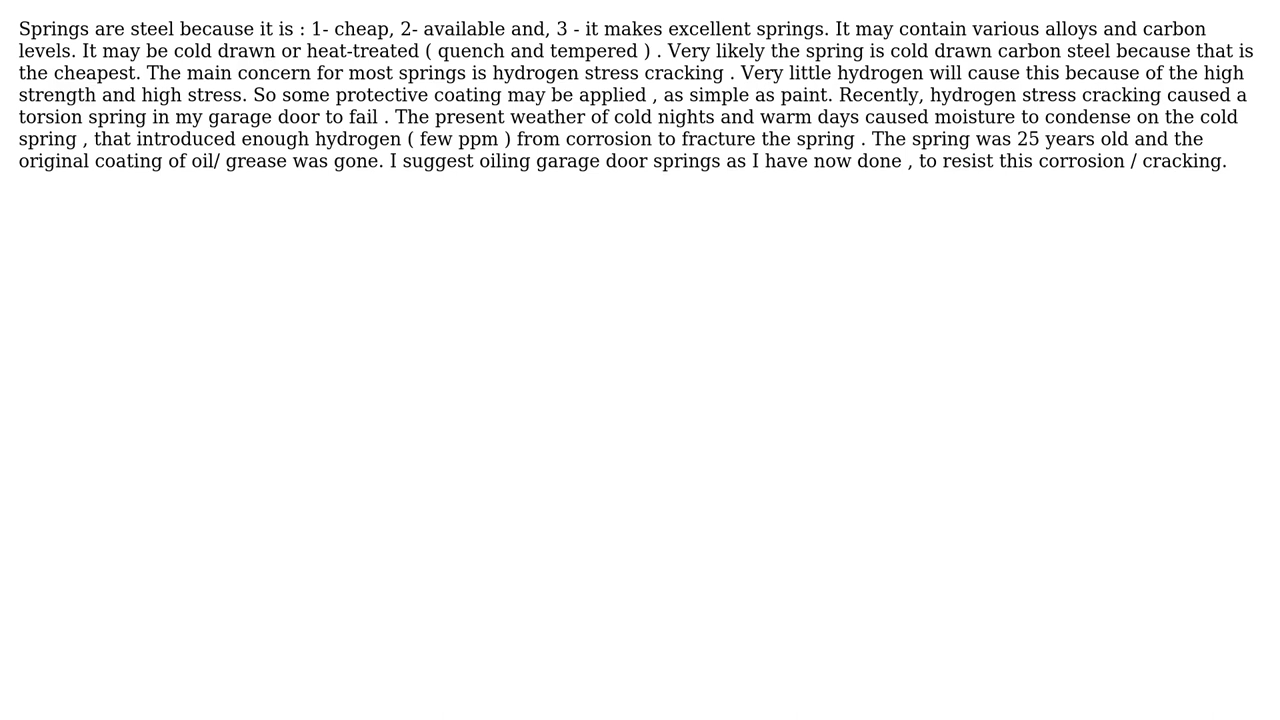 Springs are steel because it is : 1- cheap, 2- available and, 3 - it makes excellent springs. It may contain various alloys and carbon
levels. It may be cold drawn or heat-treated ( quench and tempered ) . Very likely the spring is cold drawn carbon steel because that is
the cheapest. The main concern for most springs is hydrogen stress cracking . Very little hydrogen will cause this because of the high
strength and high stress. So some protective coating may be applied , as simple as paint. Recently, hydrogen stress cracking caused a
torsion spring in my garage door to fail . The present weather of cold nights and warm days caused moisture to condense on the cold
spring , that introduced enough hydrogen ( few ppm ) from corrosion to fracture the spring . The spring was 25 years old and the
original coating of oil/ grease was gone. I suggest oiling garage door springs as I have now done , to resist this corrosion / cracking.